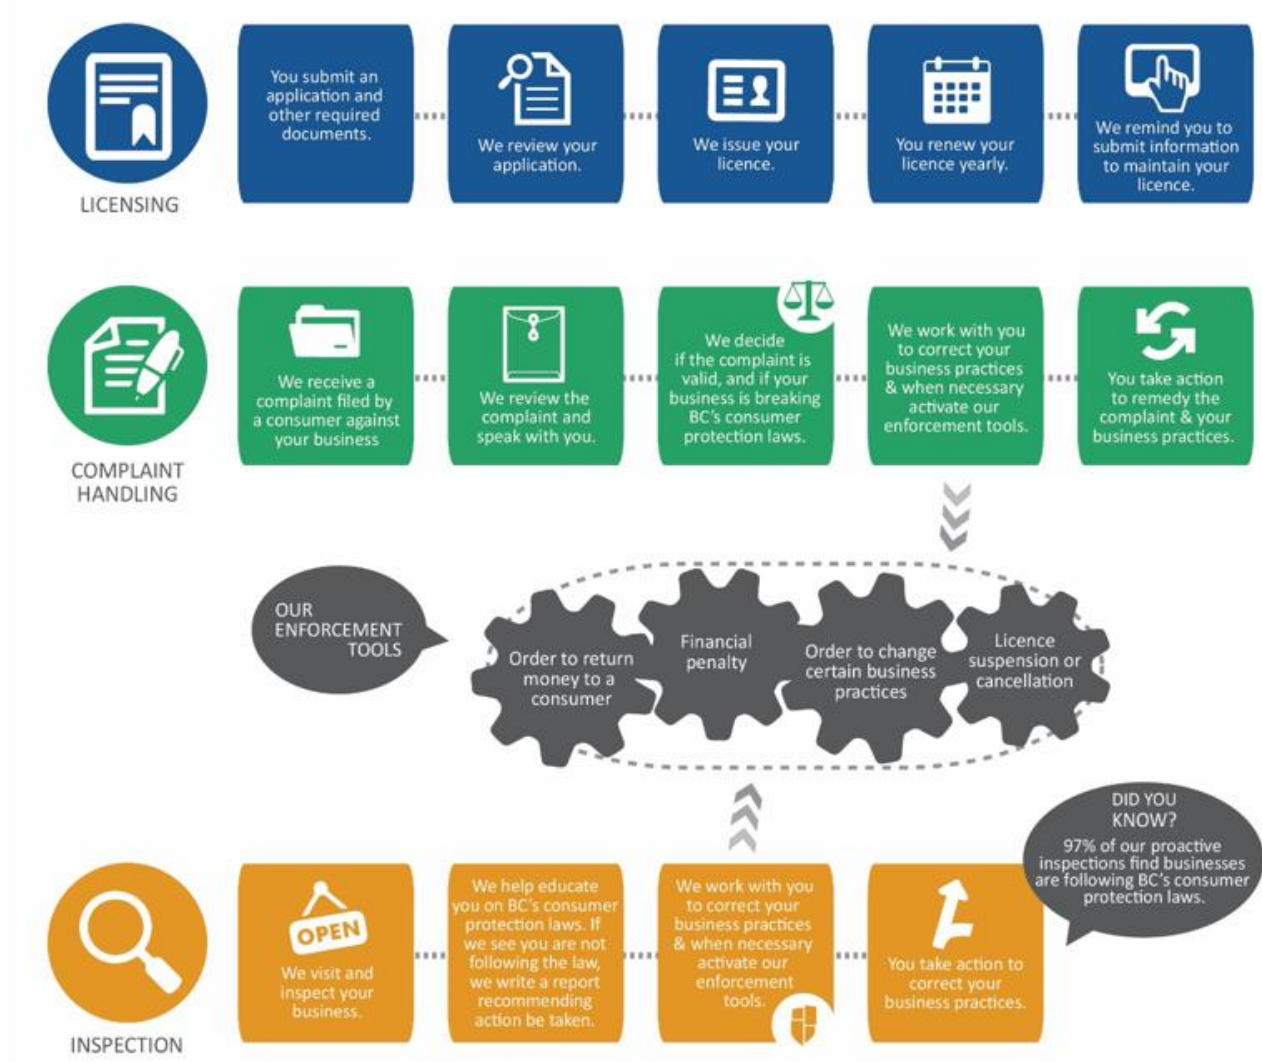 LICENSING
You submit an
application and
other required
documents.
We review your
application.
We issue your
licence.
You renew your
licence yearly.
We remind you to
submit information
to maintain your
licence.
COMPLAINT
HANDLING
We receive a
complaint filed by
a consumer against
your business
We review the
complaint and
speak with you.
We decide
if the complaint is
valid, and if your
business is breaking
BC's consumer
protection laws.
We work with you
to correct your
business practices
& when necessary
activate our
enforcement tools.
You take action
to remedy the
complaint & your
business practices.
OUR
ENFORCEMENT
TOOLS
Order to return
money to a
consumer
Financial
penalty
Order to change
certain business
practices
Licence
suspension or
cancellation
DID YOU
KNOW?
97% of our proactive
inspections find businesses
are following BC's consumer
protection laws.
INSPECTION
OPEN
We visit and
inspect your
business.
We help educate
you on BC's consumer
protection laws. If
we see you are not
following the law,
we write a report
recommending
action be taken.
We work with you
to correct your
business practices
& when necessary
activate our
enforcement
tools.
You take action to
correct your
business practices.